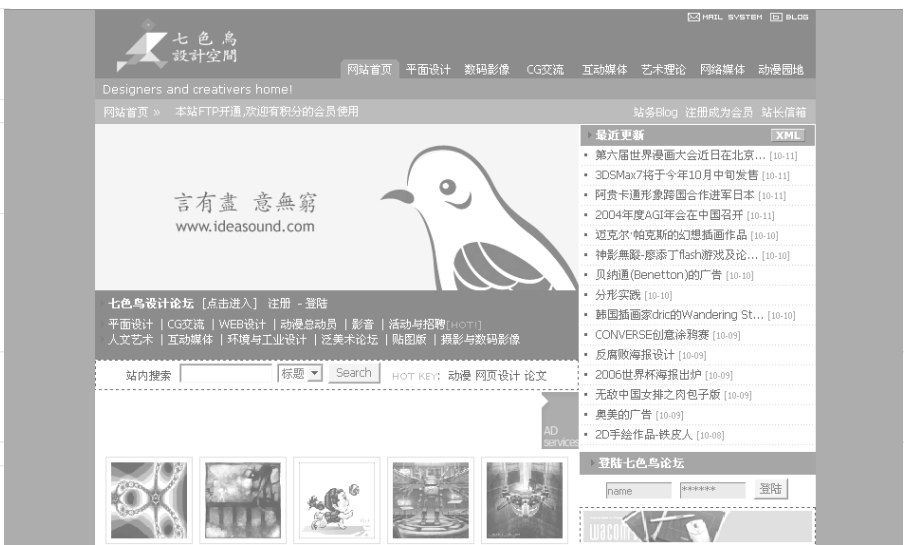 MAIL SYSTEM BLOG
七色鳥
設計空間
网站首页 平面设计 数码影像 CG交流 互动媒体 艺术理论 网络媒体 动漫园地
Designers and creativers home!
网站首页 » 本站FTP开通,欢迎有积分的会员使用
站务Blog 注册成为会员 站长信箱
言有盡 意無窮
www.ideasound.com
七色鸟设计论坛 [点击进入] 注册 - 登陆
平面设计 | CG交流 | WEB设计 | 动漫总动员 | 影音 | 活动与招聘[HOT!]
人文艺术 | 互动媒体 | 环境与工业设计 | 泛美术论坛 | 贴图版 | 摄影与数码影像
站内搜索 标题 Search HOT KEY: 动漫 网页设计 论文
AD
services
最近更新 XML
第六届世界漫画大会近日在北京... [10-11]
3DSMax7将于今年10月中旬发售 [10-11]
阿贵卡通形象跨国合作进军日本 [10-11]
2004年度AGI年会在中国召开 [10-11]
迈克尔·帕克斯的幻想插画作品 [10-10]
神影無蹤-廖添丁flash游戏及论... [10-10]
贝纳通(Benetton)的广告 [10-10]
分形实践 [10-10]
韩国插画家dric的Wandering St... [10-10]
CONVERSE创意涂鸦赛 [10-09]
反腐败海报设计 [10-09]
2006世界杯海报出炉 [10-09]
无敌中国女排之肉包子版 [10-09]
奥美的广告 [10-09]
2D手绘作品-铁皮人 [10-08]
登陆七色鸟论坛
name ****** 登陆
wacom